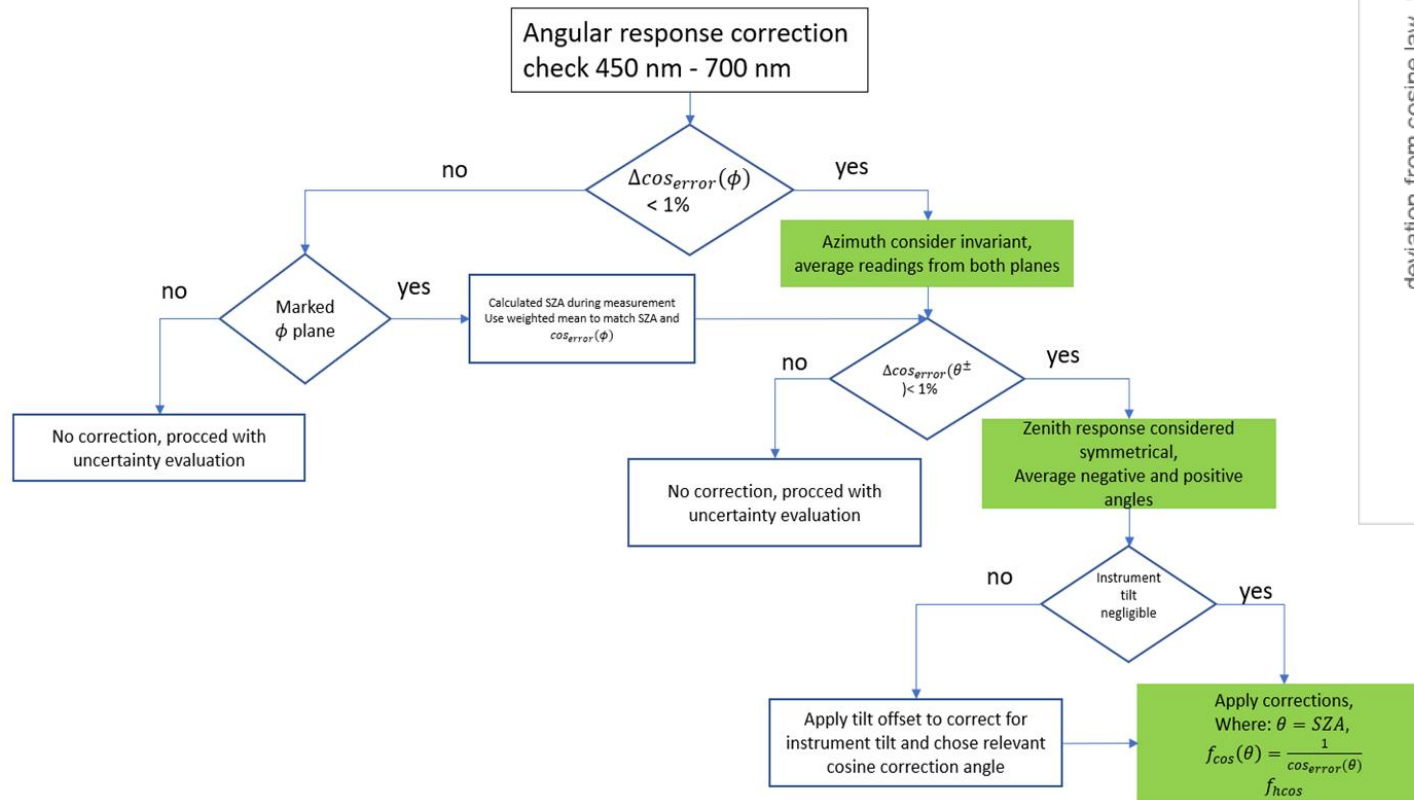 Angular response correction
check 450 nm - 700 nm
no
yes
Δcos_error(ϕ)
< 1%
Azimuth consider invariant,
average readings from both planes
no
Marked
ϕ plane
yes
Calculated SZA during measurement
Use weighted mean to match SZA and
cos_error(ϕ)
no
Δcos_error(θ±
)< 1%
yes
No correction, procced with
uncertainty evaluation
No correction, procced with
uncertainty evaluation
Zenith response considered
symmetrical,
Average negative and positive
angles
no
Instrument
tilt
negligible
yes
Apply tilt offset to correct for
instrument tilt and chose relevant
cosine correction angle
Apply corrections,
Where: θ = SZA,
f_cos(θ) = 1/cos_error(θ)
f_hcos
deviation from cosine law